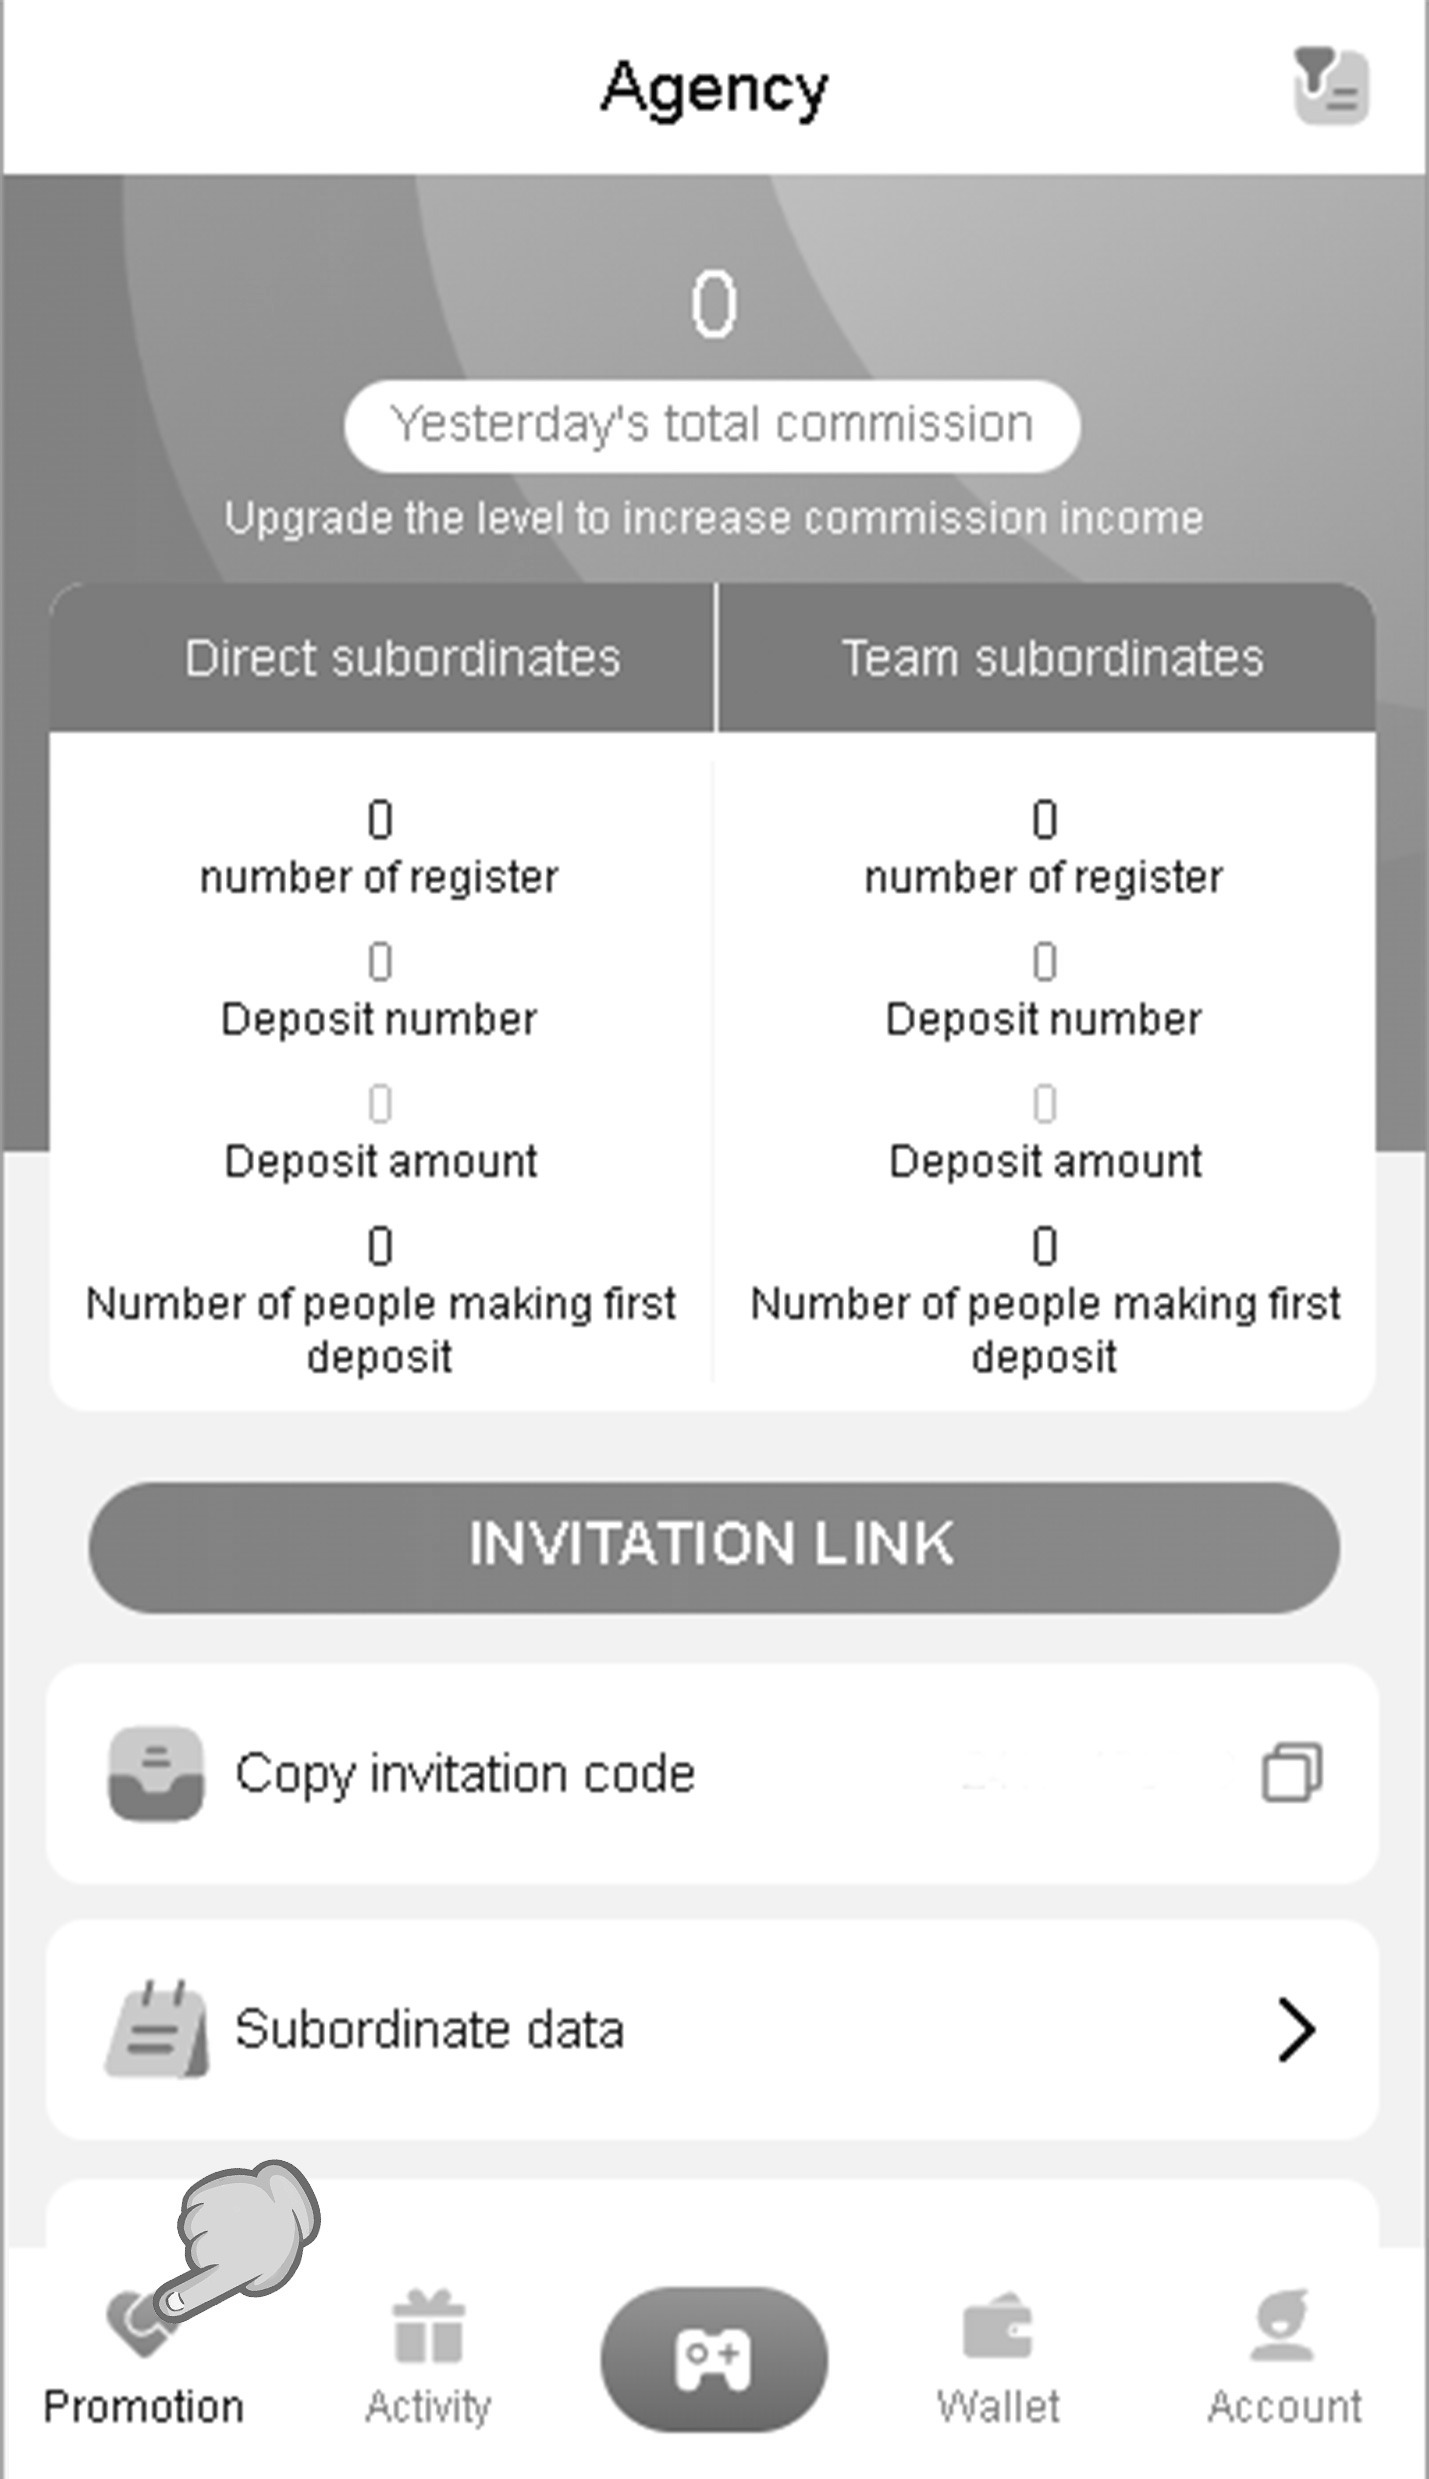 Agency
0
Yesterday's total commission
Upgrade the level to increase commission income
Direct subordinates
Team subordinates
0
number of register
0
Deposit number
0
Deposit amount
0
Number of people making first
deposit
0
number of register
0
Deposit number
0
Deposit amount
0
Number of people making first
deposit
INVITATION LINK
Copy invitation code
Subordinate data
Promotion
Activity
Wallet
Account